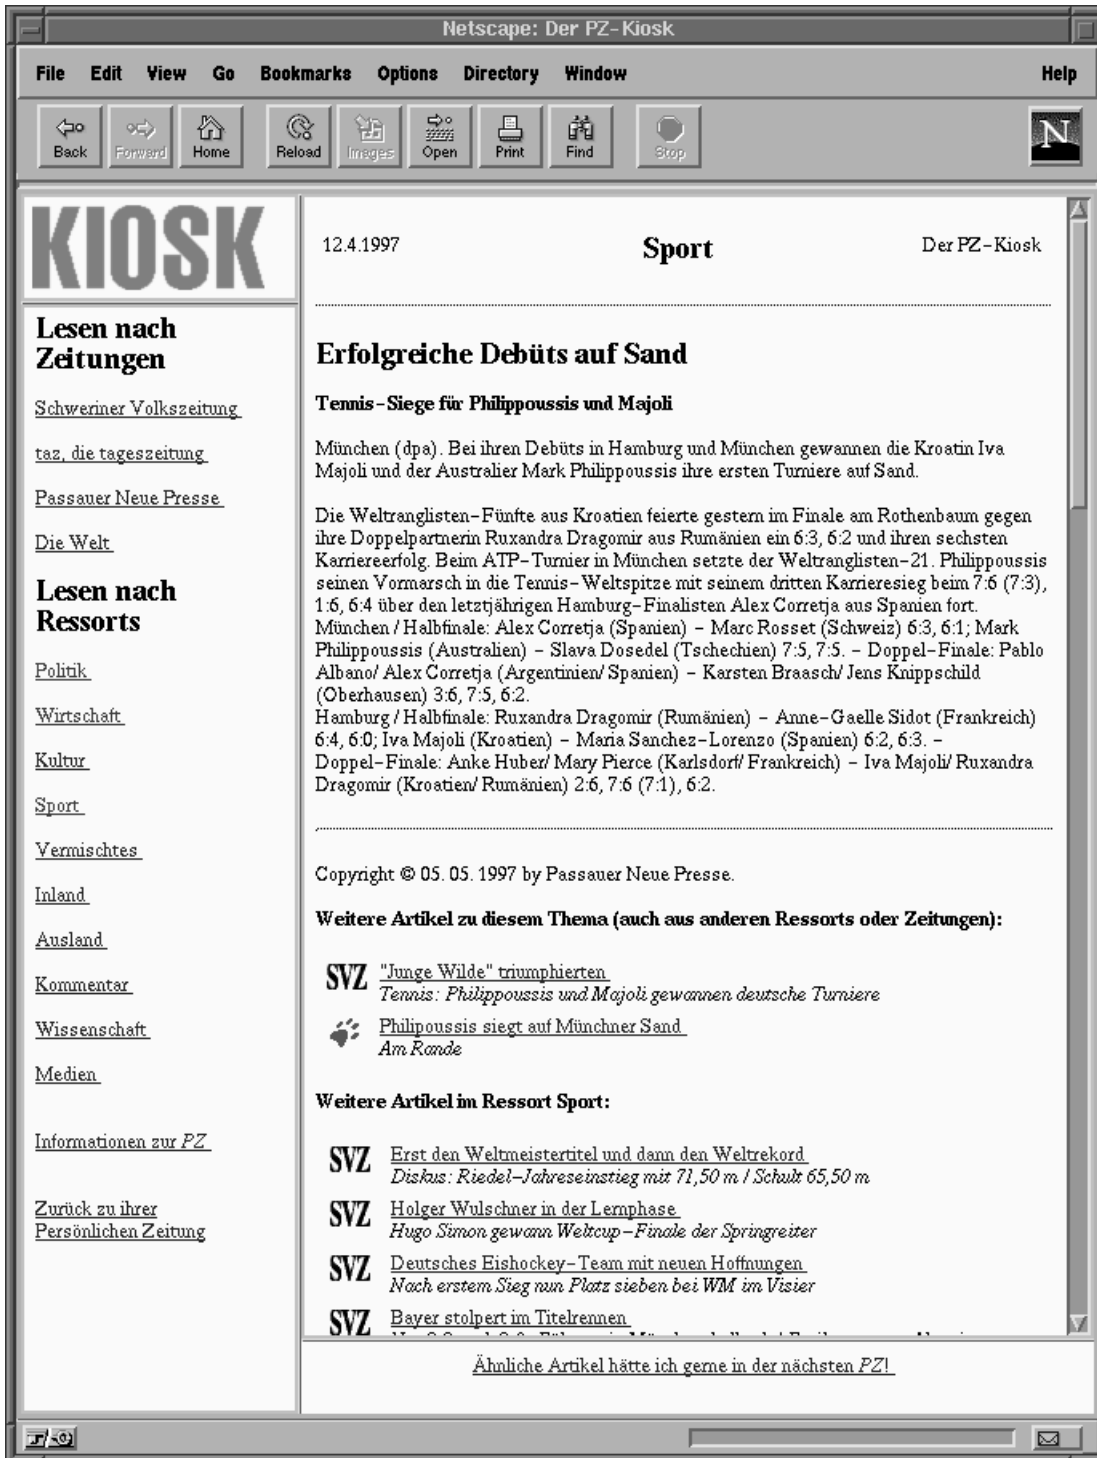 Netscape: Der PZ-Kiosk
File Edit View Go Bookmarks Options Directory Window Help
Back Forward Home Reload Images Open Print Find Stop N
KIOSK
Lesen nach
Zeitungen
Schweriner Volkszeitung
taz, die tageszeitung
Passauer Neue Presse
Die Welt
Lesen nach
Ressorts
Politik
Wirtschaft
Kultur
Sport
Vermischtes
Inland
Ausland
Kommentar
Wissenschaft
Medien
Informationen zur PZ
Zurück zu ihrer
Persönlichen Zeitung
12.4.1997 Sport Der PZ-Kiosk
Erfolgreiche Debüts auf Sand
Tennis-Siege für Philippoussis und Majoli
München (dpa). Bei ihren Debüts in Hamburg und München gewannen die Kroatin Iva
Majoli und der Australier Mark Philippoussis ihre ersten Turniere auf Sand.
Die Weltranglisten-Fünfte aus Kroatien feierte gestern im Finale am Rothenbaum gegen
ihre Doppelpartnerin Ruxandra Dragomir aus Rumänien ein 6:3, 6:2 und ihren sechsten
Karriereerfolg. Beim ATP-Turnier in München setzte der Weltranglisten-21. Philippoussis
seinen Vormarsch in die Tennis-Weltspitze mit seinem dritten Karrieresieg beim 7:6 (7:3),
1:6, 6:4 über den letztjährigen Hamburg-Finalisten Alex Corretja aus Spanien fort.
München / Halbfinale: Alex Corretja (Spanien) - Marc Rosset (Schweiz) 6:3, 6:1; Mark
Philippoussis (Australien) - Slava Dosedel (Tschechien) 7:5, 7:5. - Doppel-Finale: Pablo
Albano/ Alex Corretja (Argentinien/ Spanien) - Karsten Braasch/ Jens Knippschild
(Oberhausen) 3:6, 7:5, 6:2.
Hamburg / Halbfinale: Ruxandra Dragomir (Rumänien) - Anne-Gaelle Sidot (Frankreich)
6:4, 6:0; Iva Majoli (Kroatien) - Maria Sanchez-Lorenzo (Spanien) 6:2, 6:3. -
Doppel-Finale: Anke Huber/ Mary Pierce (Karlsdorf/ Frankreich) - Iva Majoli/ Ruxandra
Dragomir (Kroatien/ Rumänien) 2:6, 7:6 (7:1), 6:2.
Copyright © 05. 05. 1997 by Passauer Neue Presse.
Weitere Artikel zu diesem Thema (auch aus anderen Ressorts oder Zeitungen):
SVZ "Junge Wilde" triumphierten
Tennis: Philippoussis und Majoli gewannen deutsche Turniere
Philipoussis siegt auf Münchner Sand
Am Rande
Weitere Artikel im Ressort Sport:
SVZ Erst den Weltmeistertitel und dann den Weltrekord
Diskus: Riedel-Jahreseinstieg mit 71,50 m / Schult 65,50 m
SVZ Holger Wulschner in der Lernphase
Hugo Simon gewann Weltcup-Finale der Springreiter
SVZ Deutsches Eishockey-Team mit neuen Hoffnungen
Nach erstem Sieg nun Platz sieben bei WM im Visier
SVZ Bayer stolpert im Titelrennen
Ähnliche Artikel hätte ich gerne in der nächsten PZ!